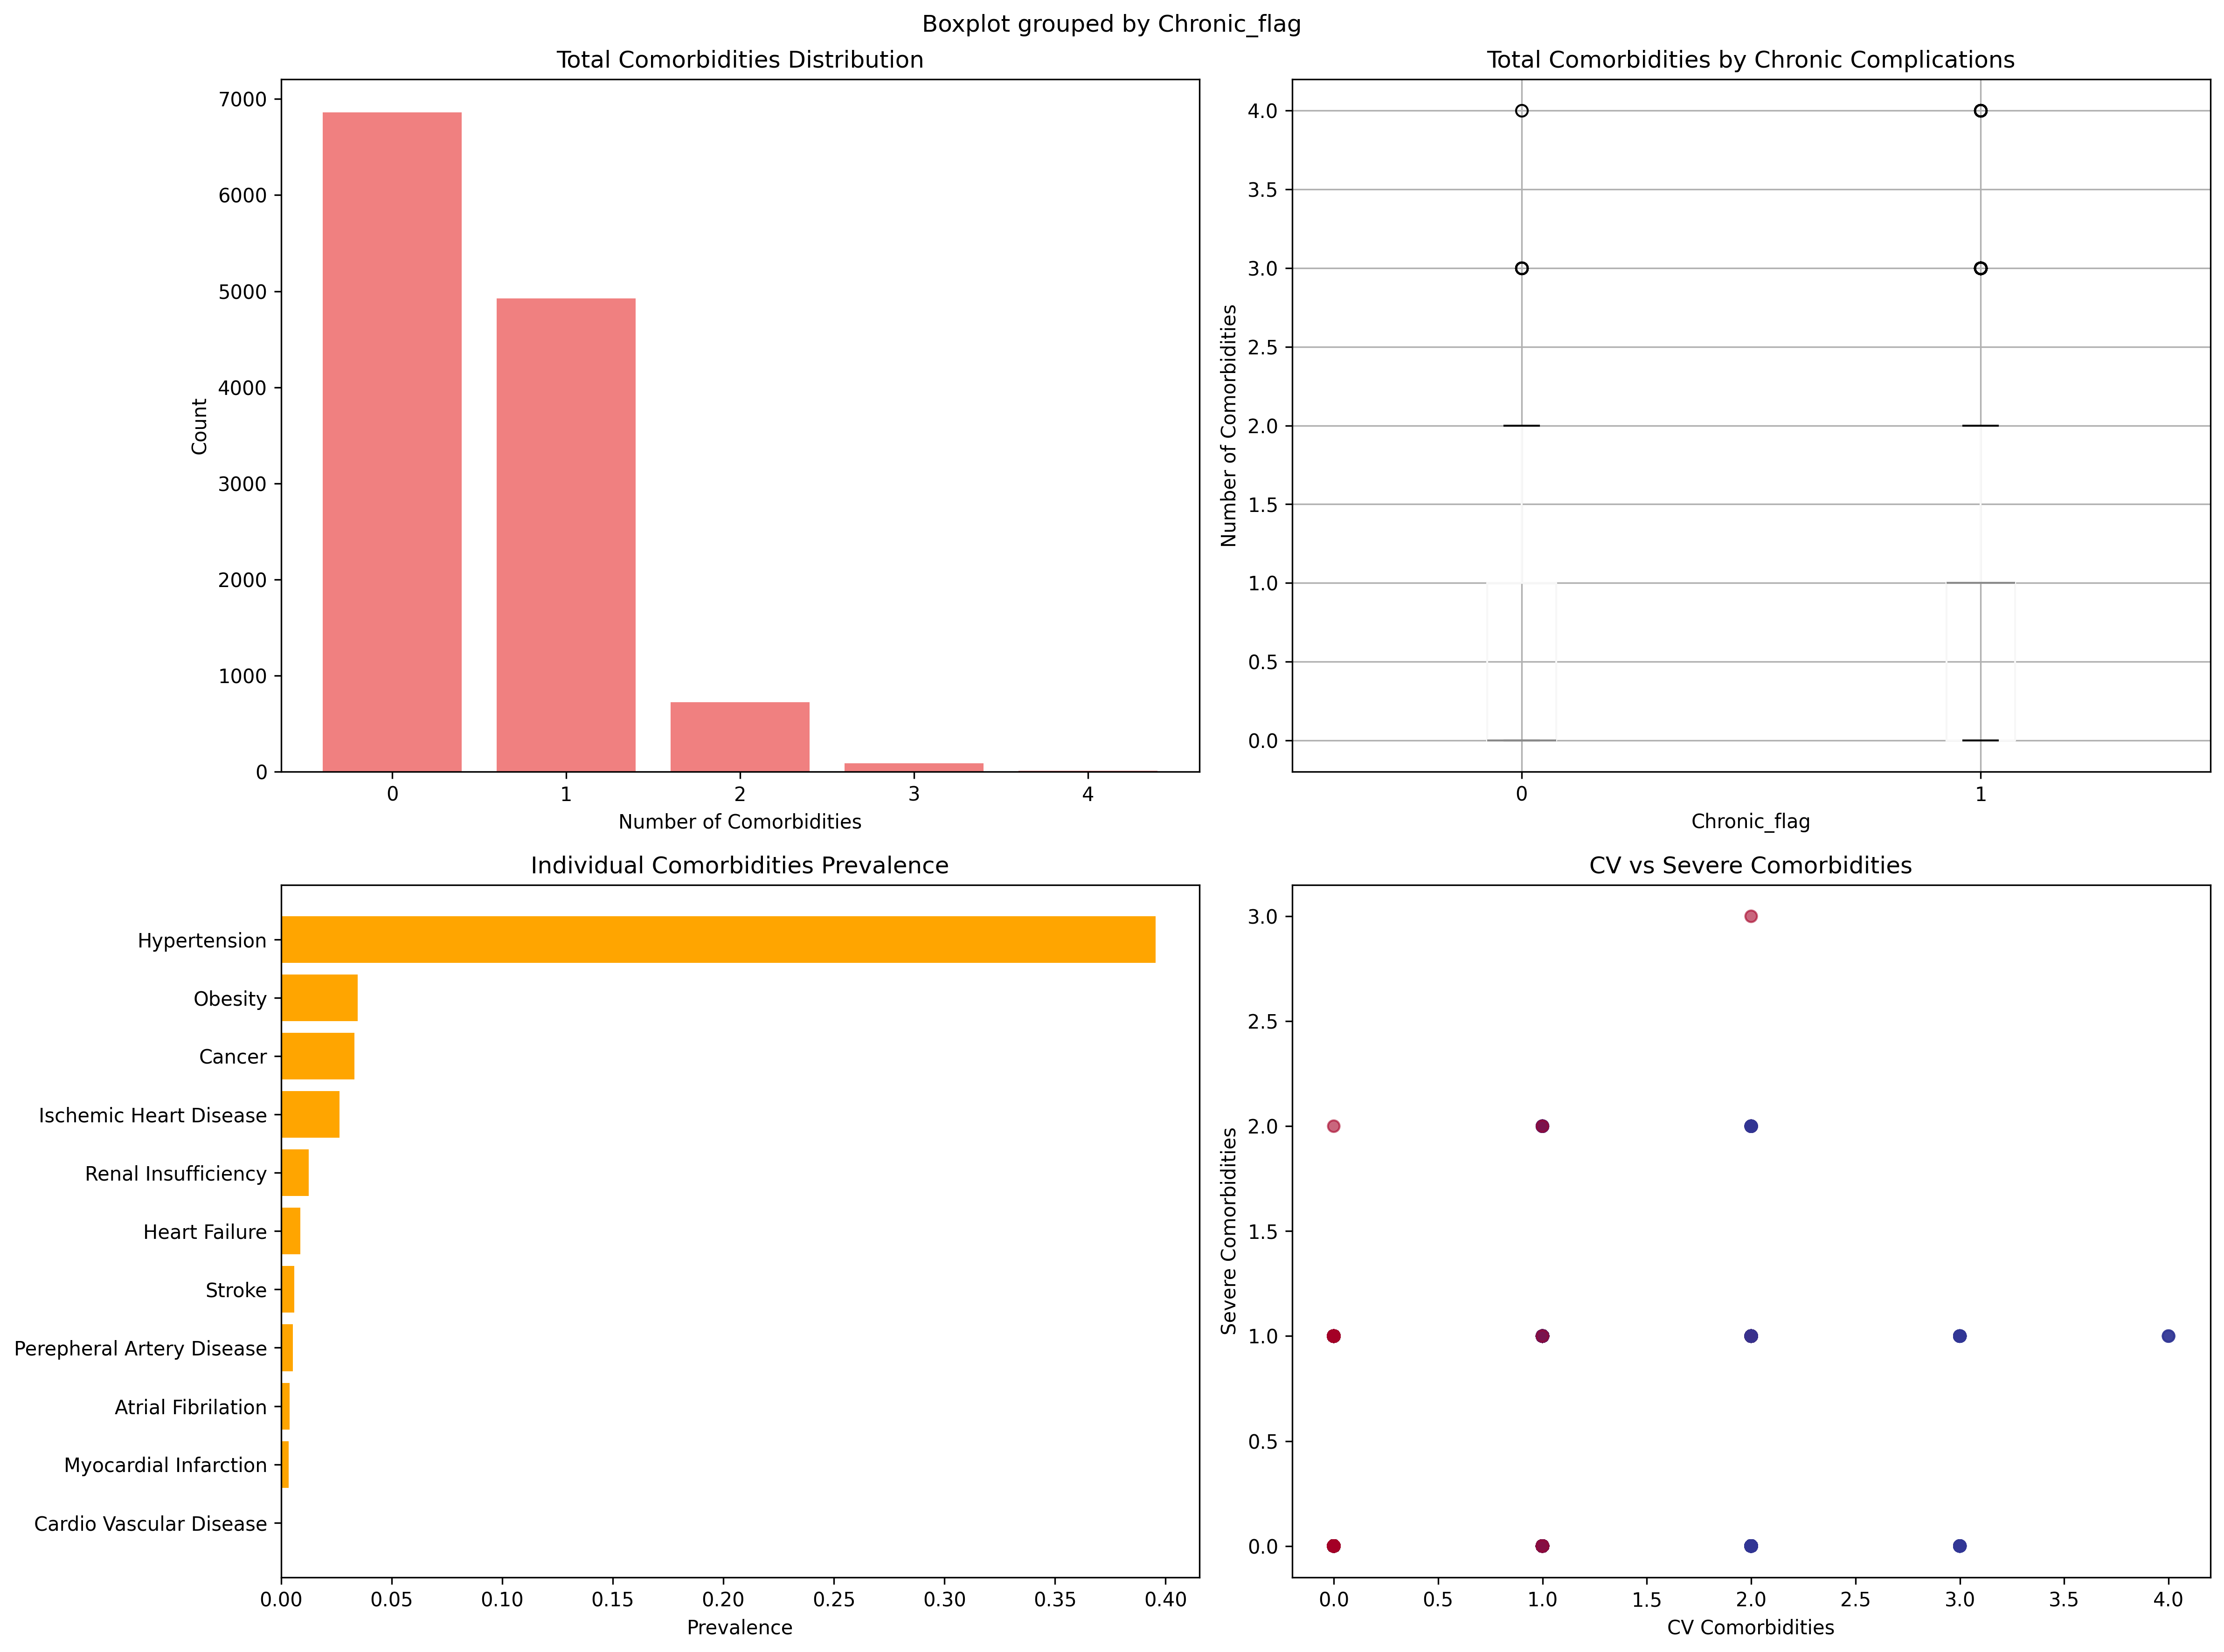 Boxplot grouped by Chronic_flag
Total Comorbidities Distribution
7000
6000
5000
4000
3000
2000
1000
0
Count
0 1 2 3 4
Number of Comorbidities
Total Comorbidities by Chronic Complications
4.0
3.5
3.0
2.5
2.0
1.5
1.0
0.5
0.0
Number of Comorbidities
0 1
Chronic_flag
Individual Comorbidities Prevalence
Hypertension
Obesity
Cancer
Ischemic Heart Disease
Renal Insufficiency
Heart Failure
Stroke
Perepheral Artery Disease
Atrial Fibrilation
Myocardial Infarction
Cardio Vascular Disease
0.00 0.05 0.10 0.15 0.20 0.25 0.30 0.35 0.40
Prevalence
CV vs Severe Comorbidities
3.0
2.5
2.0
1.5
1.0
0.5
0.0
Severe Comorbidities
0.0 0.5 1.0 1.5 2.0 2.5 3.0 3.5 4.0
CV Comorbidities